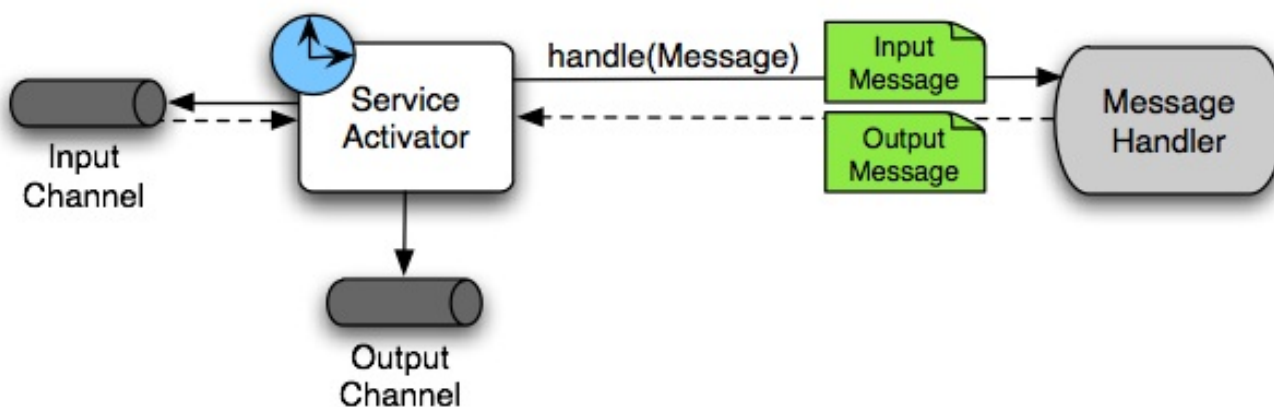 handle(Message)
Input
Message
Service
Activator
Message
Handler
Output
Message
Input
Channel
Output
Channel